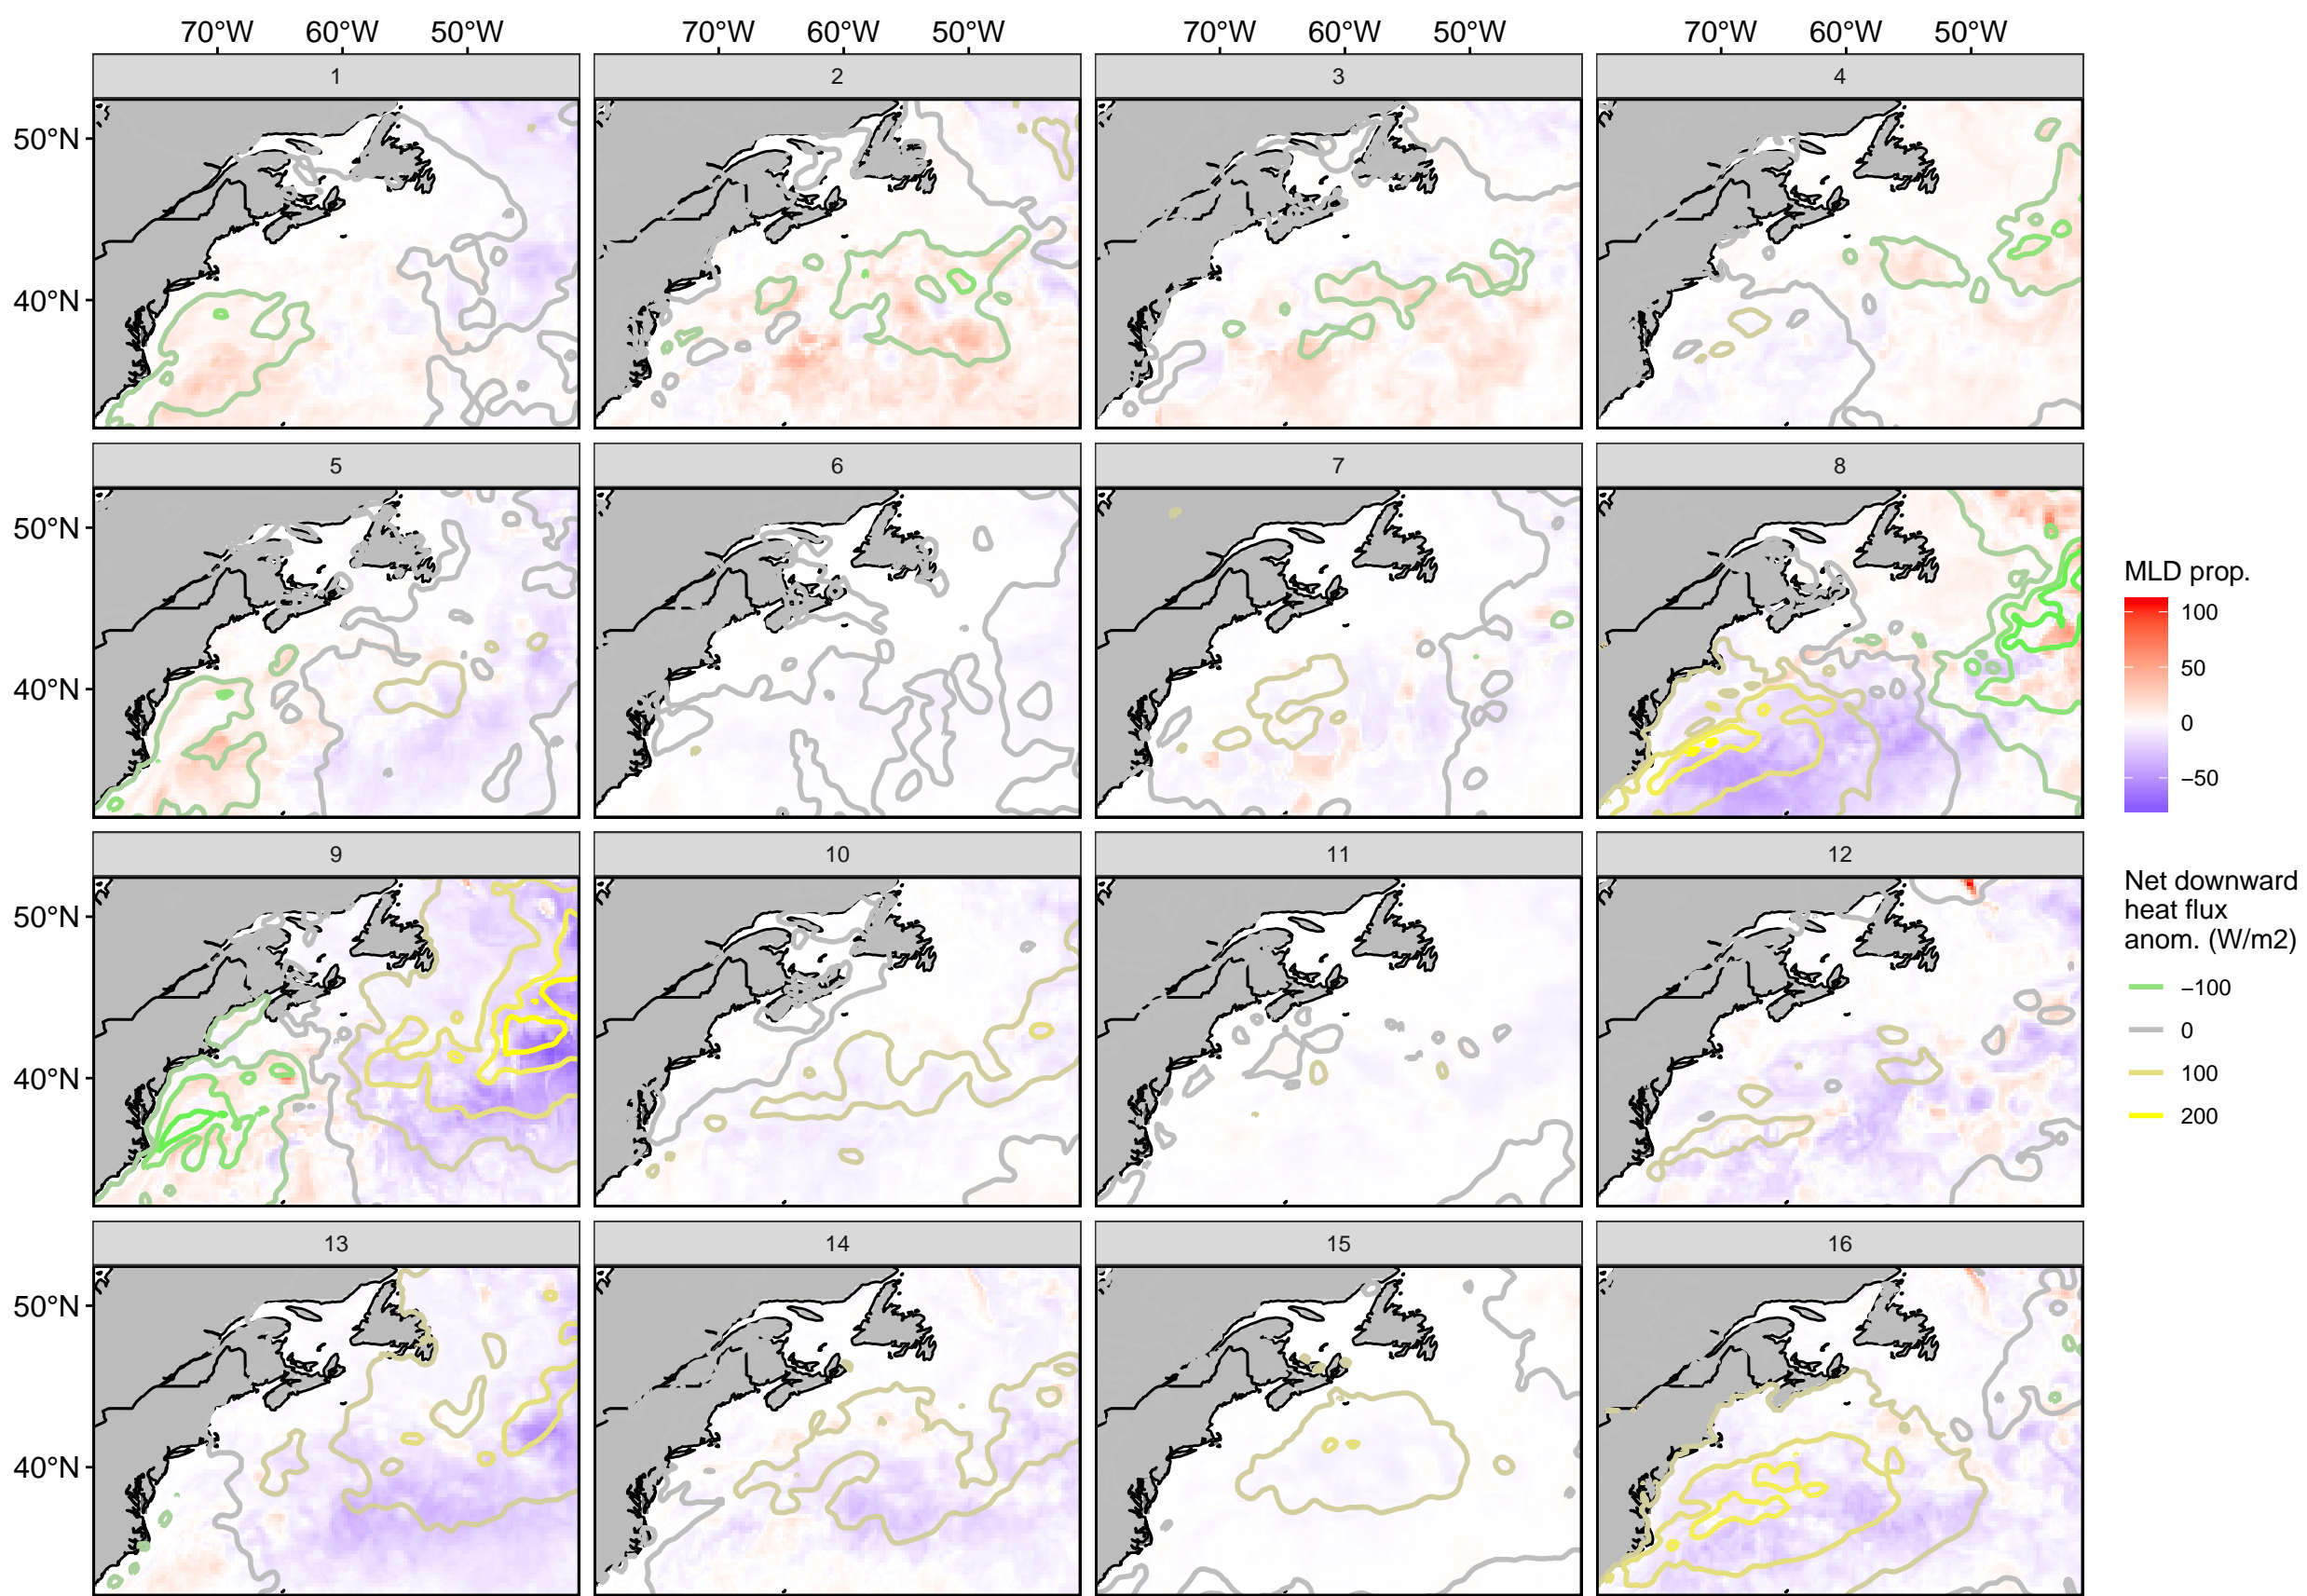 70°W 60°W 50°W 70°W 60°W 50°W 70°W 60°W 50°W 70°W 60°W 50°W
1 2 3 4
50°N
40°N
5 6 7 8
50°N
40°N
MLD prop.
100
50
0
−50
9 10 11 12
50°N
40°N
Net downward
heat flux
anom. (W/m2)
−100
0
100
200
13 14 15 16
50°N
40°N